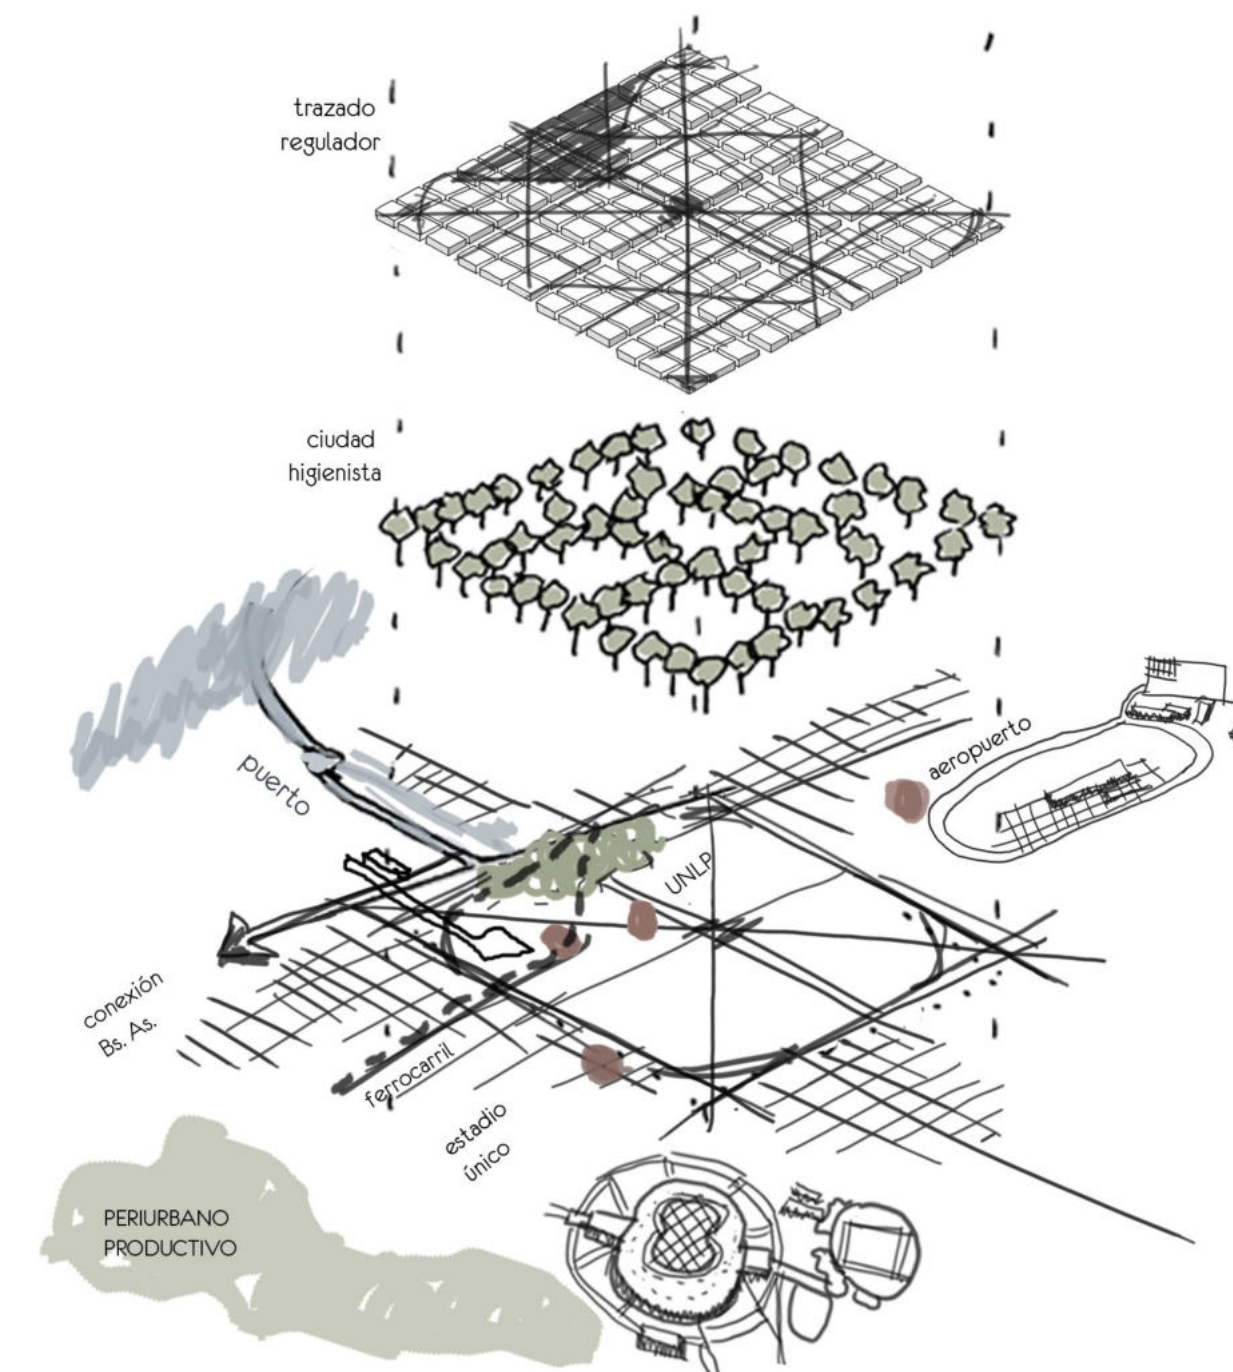 trazado
regulador
ciudad
higienista
puerto
aeropuerto
UNLP
conexión
Bs. As.
ferrocarril
estadio
único
PERIURBANO
PRODUCTIVO